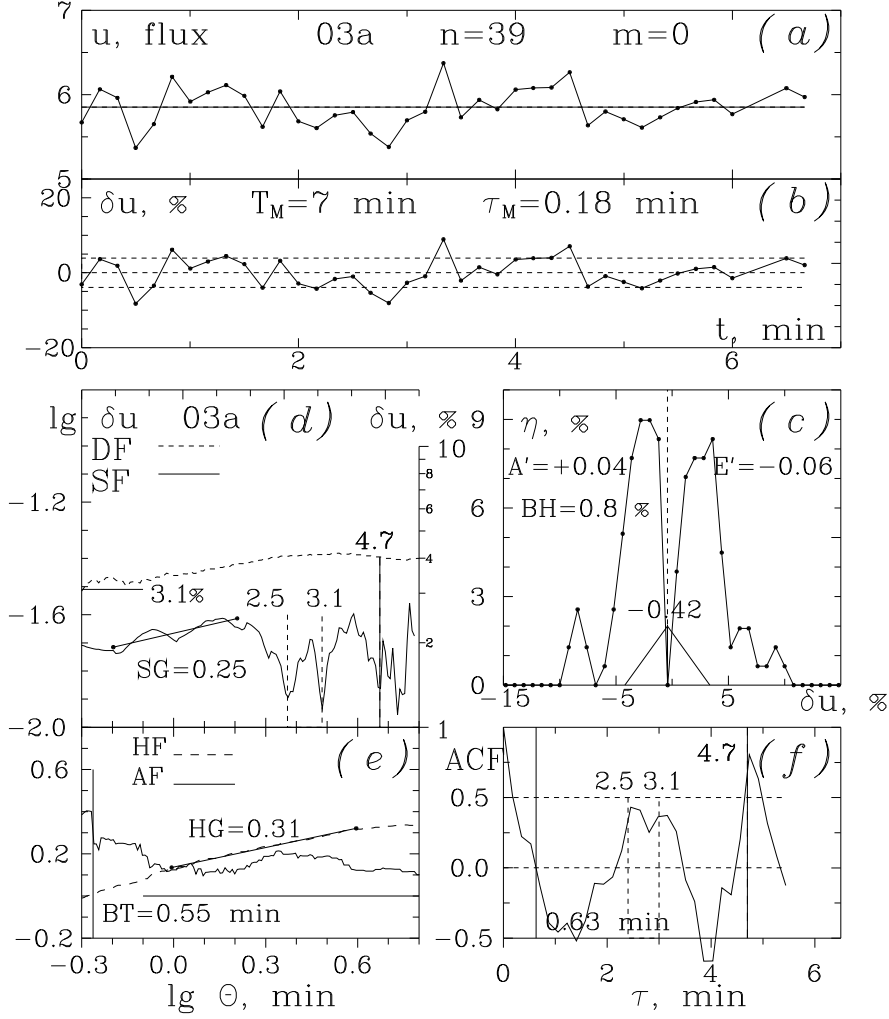 7
u, flux 03a n=39 m=0 (a)
6
5
20
δu, % T_M=7 min τ_M=0.18 min (b)
0
t, min
−20
0 2 4 6
lg δu 03a (d) δu, %
DF
SF
10
8
6
4
3
2
1
−1.2
−1.6
−2.0
4.7
3.1%
2.5 3.1
SG=0.25
9
η, % (c)
A'=+0.04 E'=−0.06
6
BH=0.8 %
3
−0.42
0
−15 −5 5 δu, %
HF (e)
AF
0.6
HG=0.31
0.2
BT=0.55 min
−0.2
−0.3 0.0 0.3 0.6
lg Θ, min
ACF 4.7 (f)
2.5 3.1
0.5
0.0
0.63 min
−0.5
0 2 4 6
τ, min